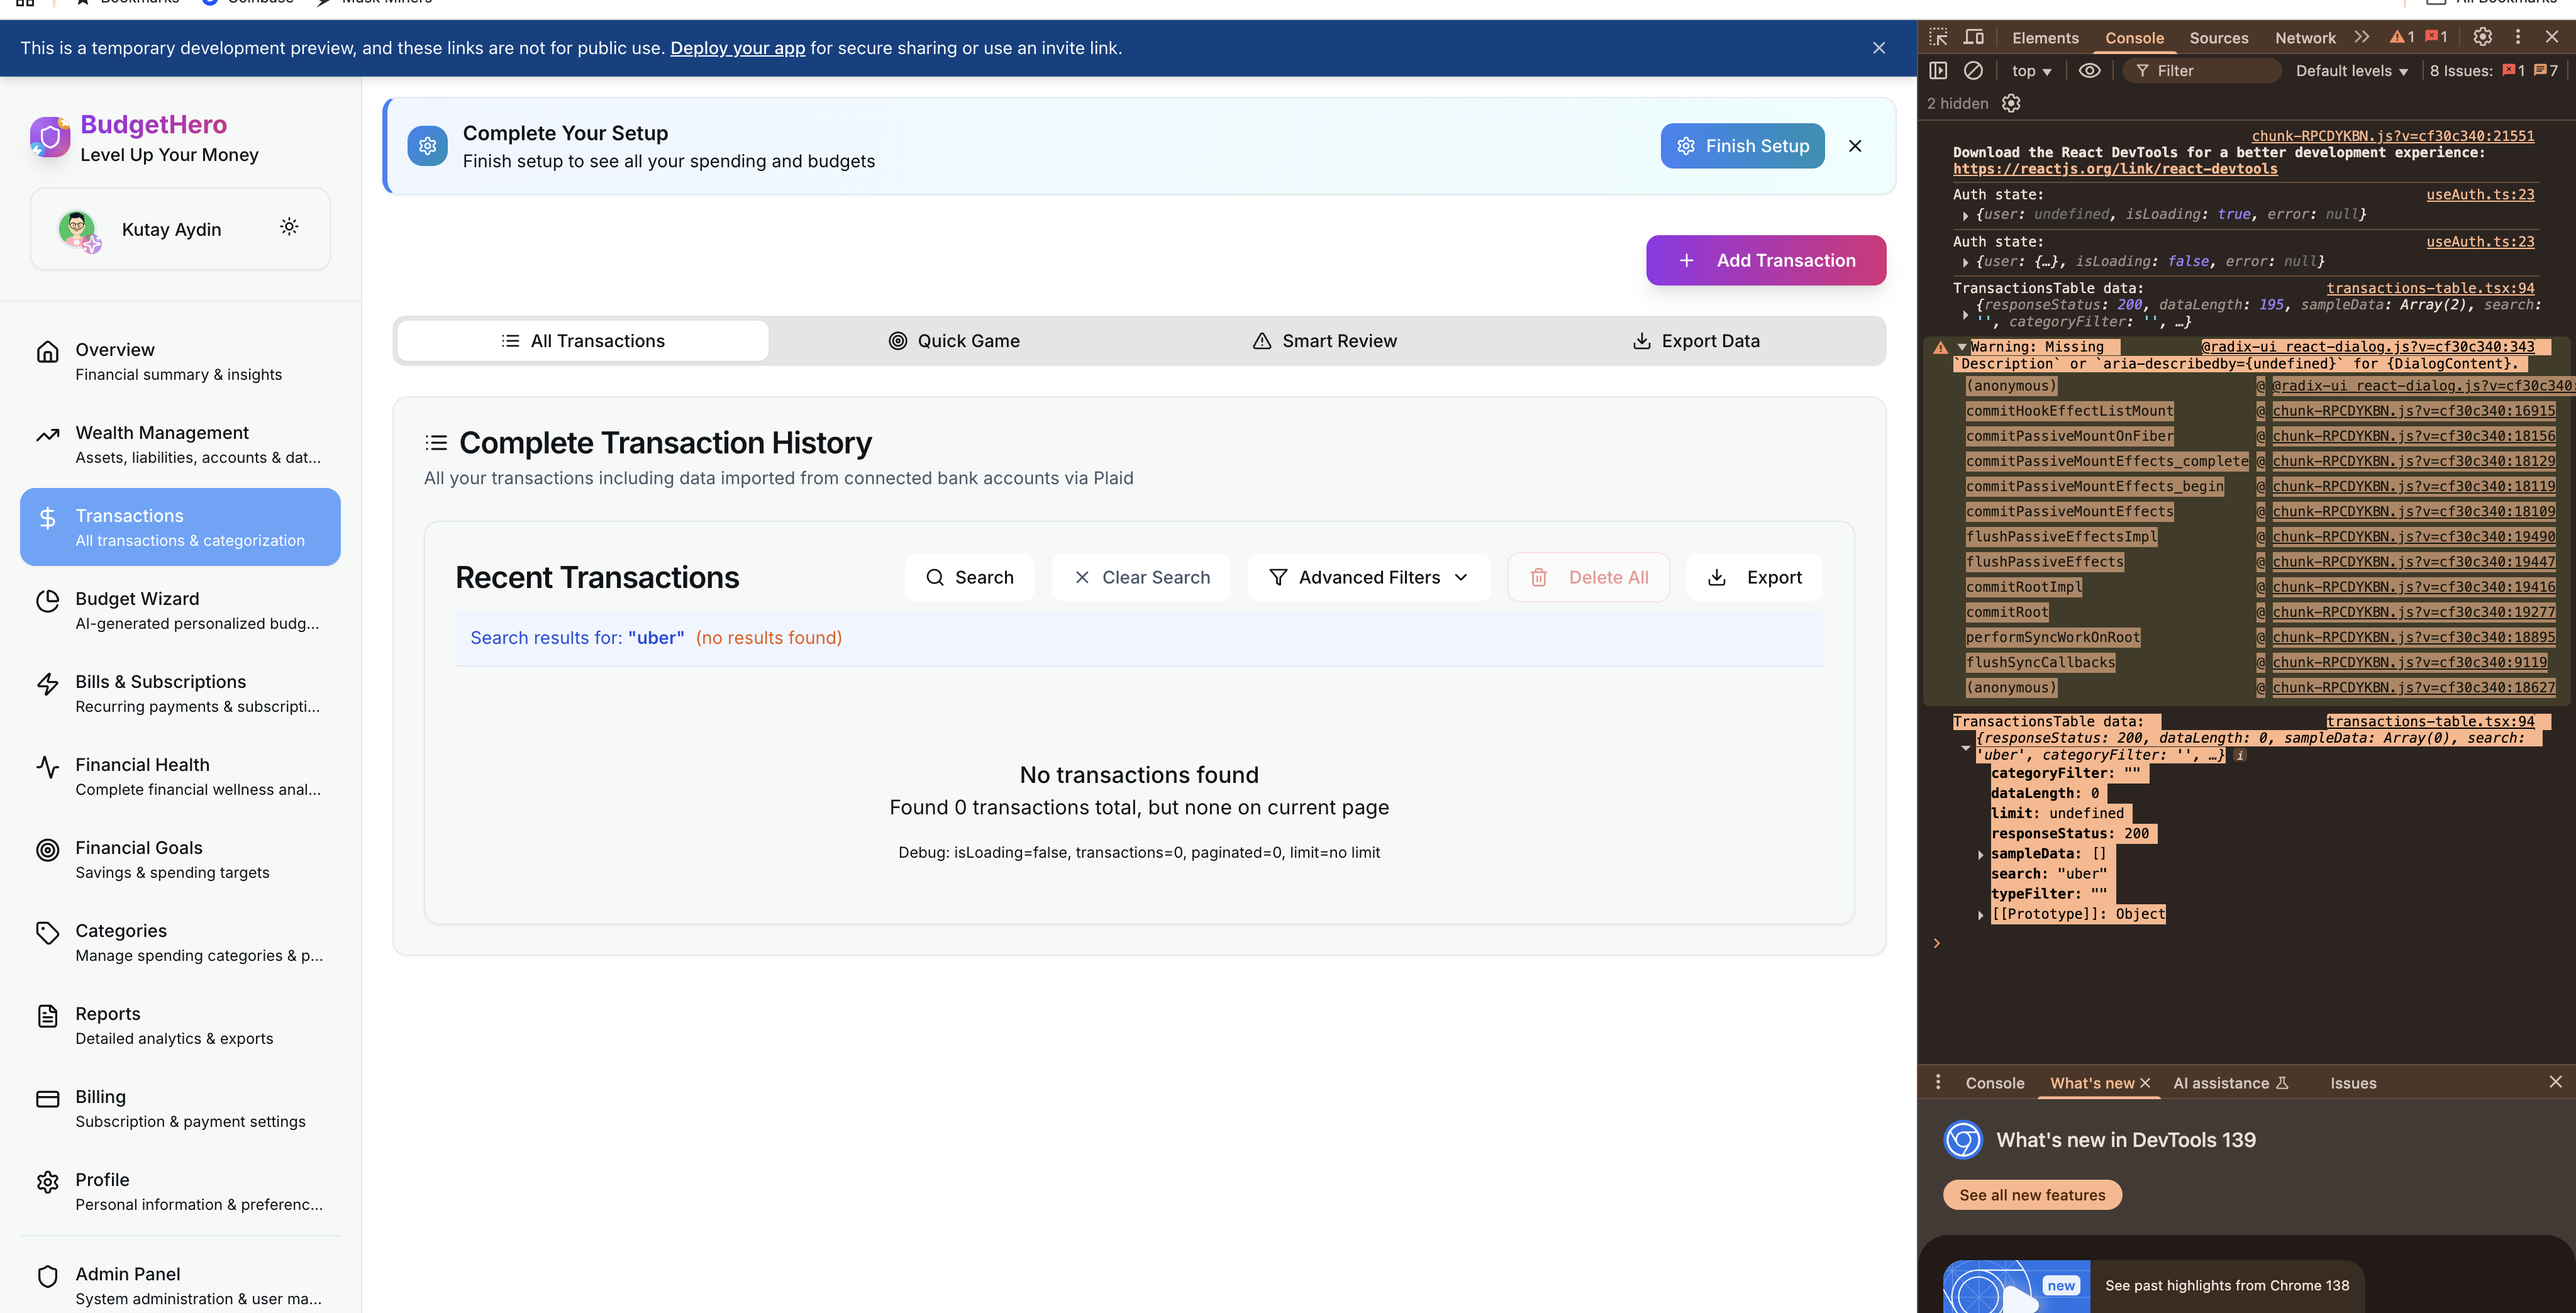 Bookmarks Coinbase Musk Miners All Bookmarks
This is a temporary development preview, and these links are not for public use. Deploy your app for secure sharing or use an invite link.
BudgetHero
Level Up Your Money
Kutay Aydin
Overview
Financial summary & insights
Wealth Management
Assets, liabilities, accounts & dat...
Transactions
All transactions & categorization
Budget Wizard
AI-generated personalized budg...
Bills & Subscriptions
Recurring payments & subscripti...
Financial Health
Complete financial wellness anal...
Financial Goals
Savings & spending targets
Categories
Manage spending categories & p...
Reports
Detailed analytics & exports
Billing
Subscription & payment settings
Profile
Personal information & preferenc...
Admin Panel
System administration & user ma...
Complete Your Setup
Finish setup to see all your spending and budgets
Finish Setup
Add Transaction
All Transactions Quick Game Smart Review Export Data
Complete Transaction History
All your transactions including data imported from connected bank accounts via Plaid
Recent Transactions Search Clear Search Advanced Filters Delete All Export
Search results for: "uber" (no results found)
No transactions found
Found 0 transactions total, but none on current page
Debug: isLoading=false, transactions=0, paginated=0, limit=no limit
Elements Console Sources Network 1 1
top Filter Default levels 8 Issues: 1 7
2 hidden
chunk-RPCDYKBN.js?v=cf30c340:21551
Download the React DevTools for a better development experience:
https://reactjs.org/link/react-devtools
Auth state: useAuth.ts:23
{user: undefined, isLoading: true, error: null}
Auth state: useAuth.ts:23
{user: {…}, isLoading: false, error: null}
TransactionsTable data: transactions-table.tsx:94
{responseStatus: 200, dataLength: 195, sampleData: Array(2), search:
'', categoryFilter: '', …}
Warning: Missing @radix-ui_react-dialog.js?v=cf30c340:343
`Description` or `aria-describedby={undefined}` for {DialogContent}.
(anonymous) @ @radix-ui_react-dialog.js?v=cf30c340:
commitHookEffectListMount @ chunk-RPCDYKBN.js?v=cf30c340:16915
commitPassiveMountOnFiber @ chunk-RPCDYKBN.js?v=cf30c340:18156
commitPassiveMountEffects_complete @ chunk-RPCDYKBN.js?v=cf30c340:18129
commitPassiveMountEffects_begin @ chunk-RPCDYKBN.js?v=cf30c340:18119
commitPassiveMountEffects @ chunk-RPCDYKBN.js?v=cf30c340:18109
flushPassiveEffectsImpl @ chunk-RPCDYKBN.js?v=cf30c340:19490
flushPassiveEffects @ chunk-RPCDYKBN.js?v=cf30c340:19447
commitRootImpl @ chunk-RPCDYKBN.js?v=cf30c340:19416
commitRoot @ chunk-RPCDYKBN.js?v=cf30c340:19277
performSyncWorkOnRoot @ chunk-RPCDYKBN.js?v=cf30c340:18895
flushSyncCallbacks @ chunk-RPCDYKBN.js?v=cf30c340:9119
(anonymous) @ chunk-RPCDYKBN.js?v=cf30c340:18627
TransactionsTable data: transactions-table.tsx:94
{responseStatus: 200, dataLength: 0, sampleData: Array(0), search:
'uber', categoryFilter: '', …}
categoryFilter: ""
dataLength: 0
limit: undefined
responseStatus: 200
sampleData: []
search: "uber"
typeFilter: ""
[[Prototype]]: Object
Console What's new AI assistance Issues
What's new in DevTools 139
See all new features
new
See past highlights from Chrome 138